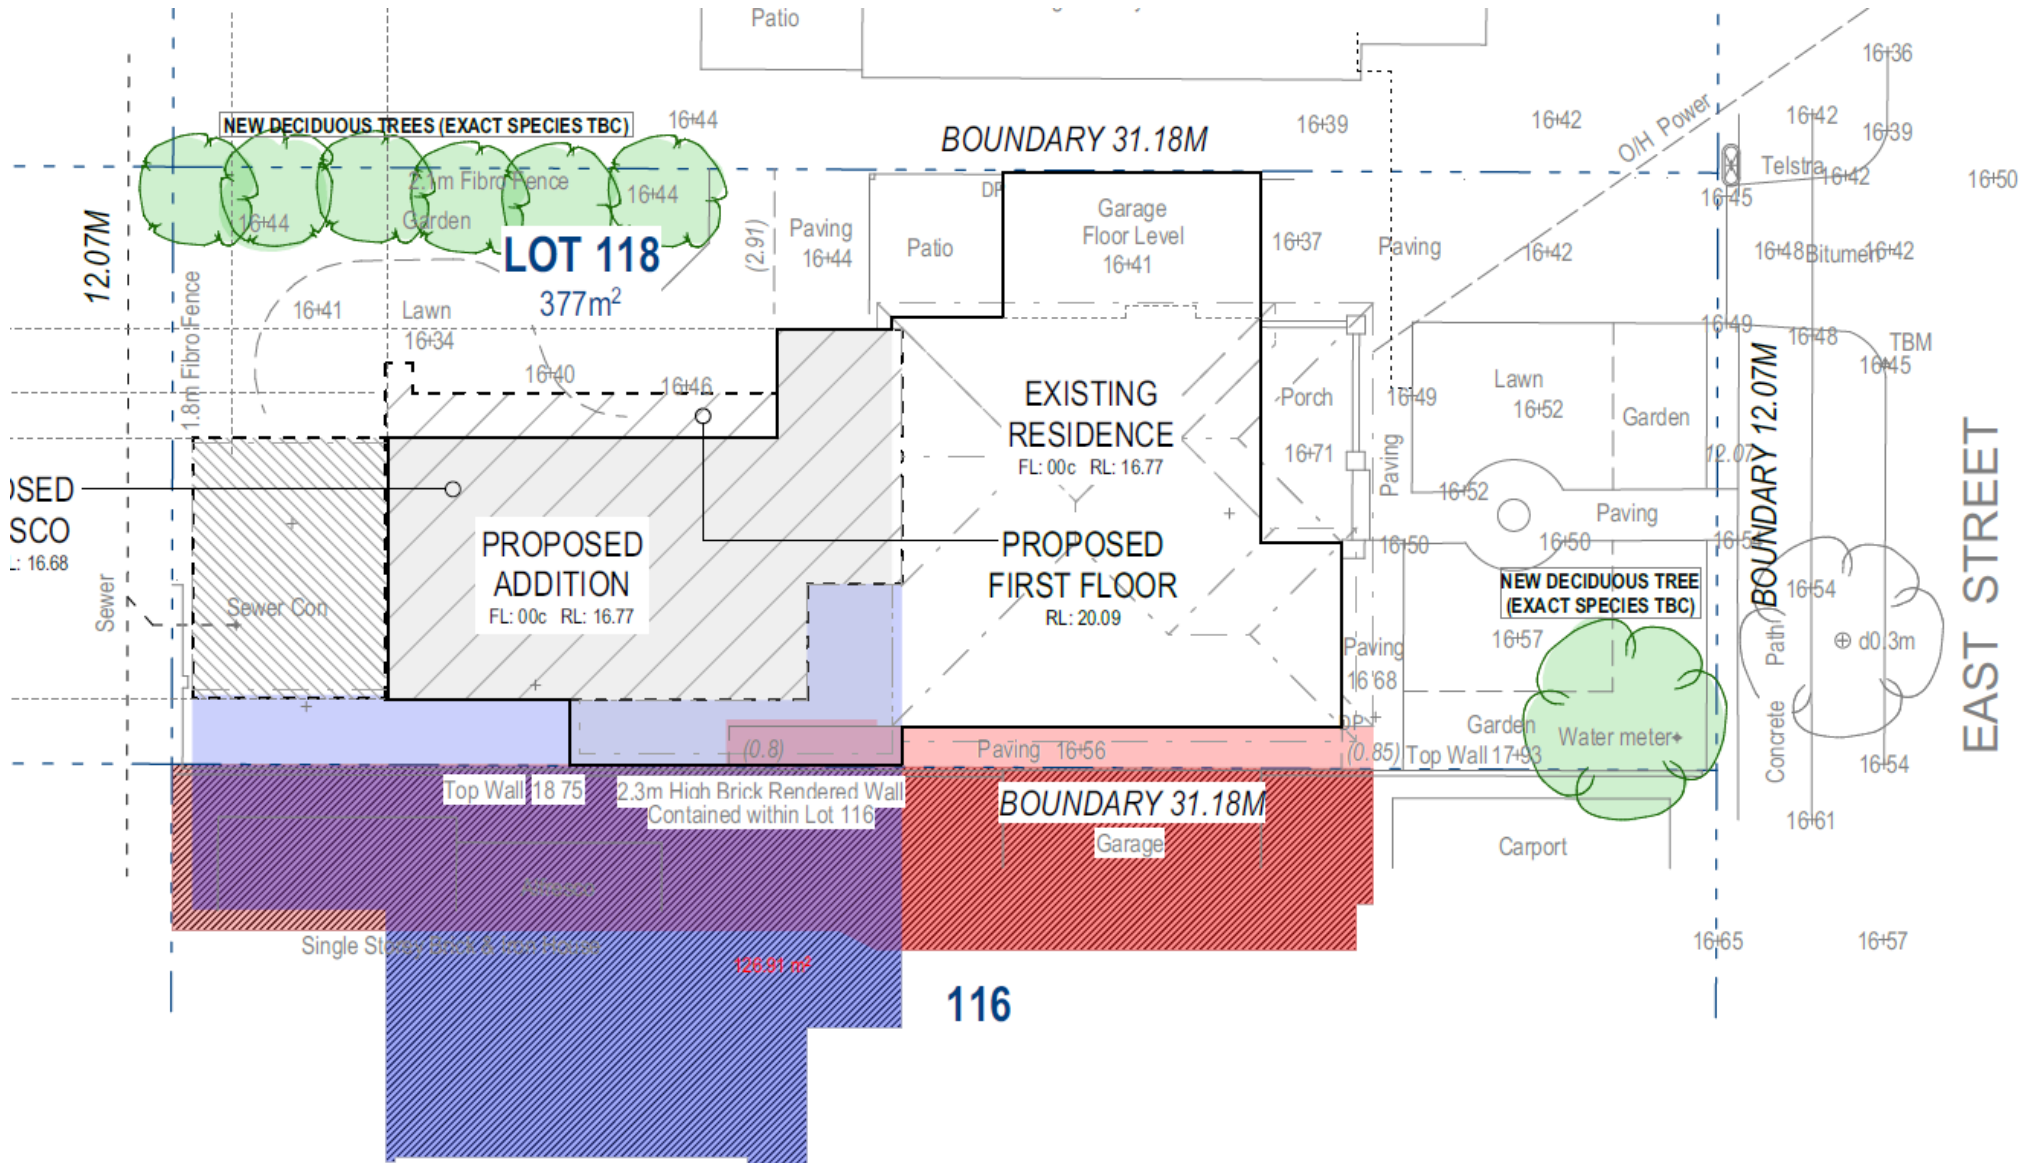 Patio
16+36
NEW DECIDUOUS TREES (EXACT SPECIES TBC)
16+44
BOUNDARY 31.18M
16+39
16+42
O/H Power
16+42
16+39
Telstra
16+42
16+50
2.1m Fibro Fence
16+44
16+44
Garden
DP
16+45
12.07M
LOT 118
377m²
(2.91)
Paving
16+44
Patio
Garage
Floor Level
16+41
16+37
Paving
16+42
16+48
Bitumen
16+42
1.8m Fibro Fence
16+41
Lawn
16+34
16+40
16+46
16+49
16+48
TBM
16+45
EXISTING
RESIDENCE
FL: 00c RL: 16.77
Porch
16+71
16+49
Paving
Lawn
16+52
Garden
12.07
BOUNDARY 12.07M
EAST STREET
OSED
SCO
L: 16.68
16+52
Paving
PROPOSED
ADDITION
FL: 00c RL: 16.77
PROPOSED
FIRST FLOOR
RL: 20.09
16+50
16+50
16+54
NEW DECIDUOUS TREE
(EXACT SPECIES TBC)
16+54
Sewer
Sewer Con
16+57
Paving
16+68
Path
d0.3m
Garden
DP
Water meter
Concrete
(0.8)
Paving 16+56
(0.85)
Top Wall 17+93
16+54
Top Wall 18 75
2.3m High Brick Rendered Wall
Contained within Lot 116
BOUNDARY 31.18M
Garage
Carport
16+61
Single Storey Brick & Iron House
126.91 m²
16+65
16+57
116